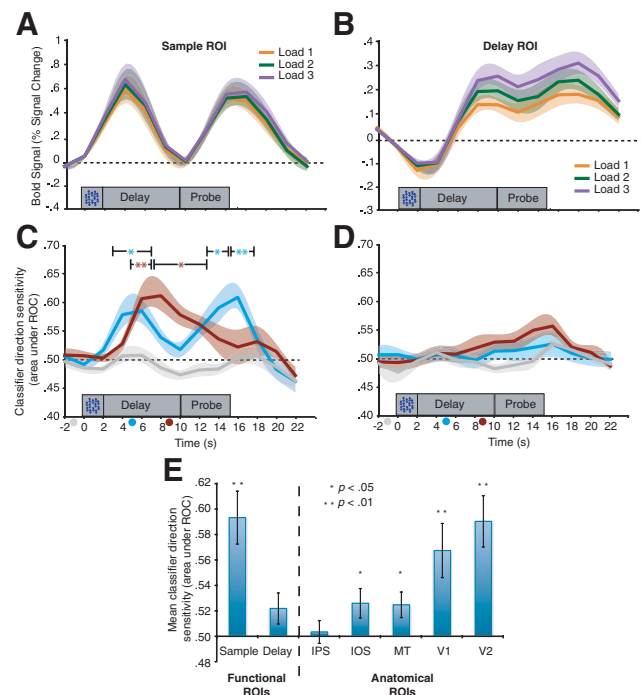 A
Sample ROI
Bold Signal (% Signal Change)
1
.8
.6
.4
.2
0
.2
.4
Load 1
Load 2
Load 3
Delay
Probe
B
Delay ROI
.4
.3
.2
.1
0
.1
.2
.3
Load 1
Load 2
Load 3
Delay
Probe
C
Classifier direction sensitivity
(area under ROC)
.70
.65
.60
.55
.50
.45
.40
* * **
** *
Delay
Probe
-2 0 2 4 6 8 10 12 14 16 18 20 22
Time (s)
D
.70
.65
.60
.55
.50
.45
.40
Delay
Probe
-2 0 2 4 6 8 10 12 14 16 18 20 22
Time (s)
E
Mean classifier direction
sensitivity (area under ROC)
.62
.60
.58
.56
.54
.52
.50
.48
* p < .05
** p < .01
**
*
*
**
**
Sample Delay IPS IOS MT V1 V2
Functional
ROIs
Anatomical
ROIs